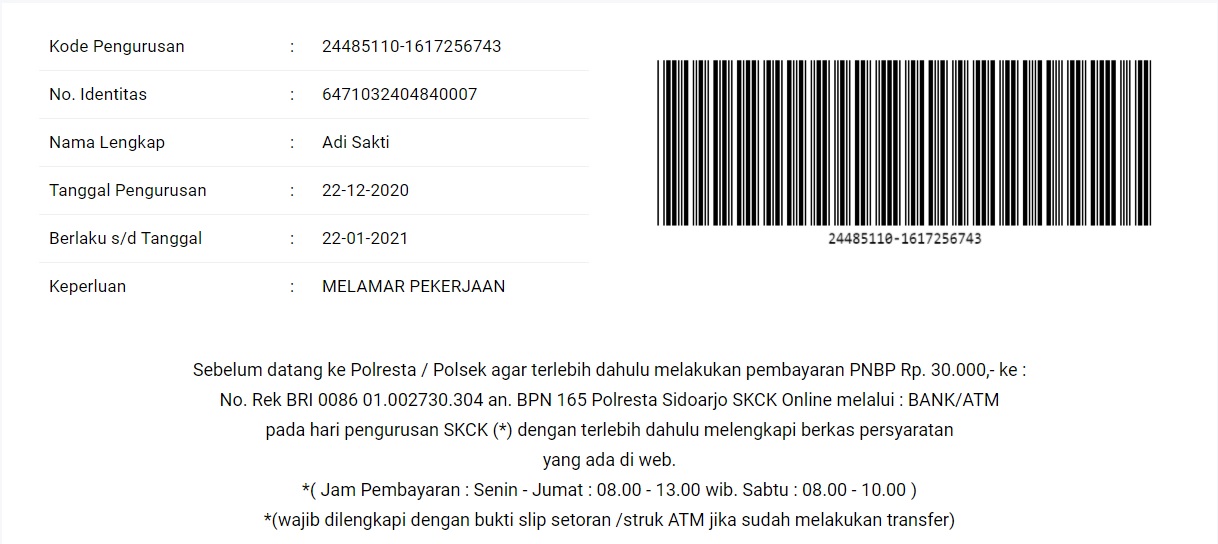 Kode Pengurusan : 24485110-1617256743
No. Identitas : 6471032404840007
Nama Lengkap : Adi Sakti
Tanggal Pengurusan : 22-12-2020
Berlaku s/d Tanggal : 22-01-2021
Keperluan : MELAMAR PEKERJAAN
24485110-1617256743
Sebelum datang ke Polresta / Polsek agar terlebih dahulu melakukan pembayaran PNBP Rp. 30.000,- ke :
No. Rek BRI 0086 01.002730.304 an. BPN 165 Polresta Sidoarjo SKCK Online melalui : BANK/ATM
pada hari pengurusan SKCK (*) dengan terlebih dahulu melengkapi berkas persyaratan
yang ada di web.
*( Jam Pembayaran : Senin - Jumat : 08.00 - 13.00 wib. Sabtu : 08.00 - 10.00 )
*(wajib dilengkapi dengan bukti slip setoran /struk ATM jika sudah melakukan transfer)